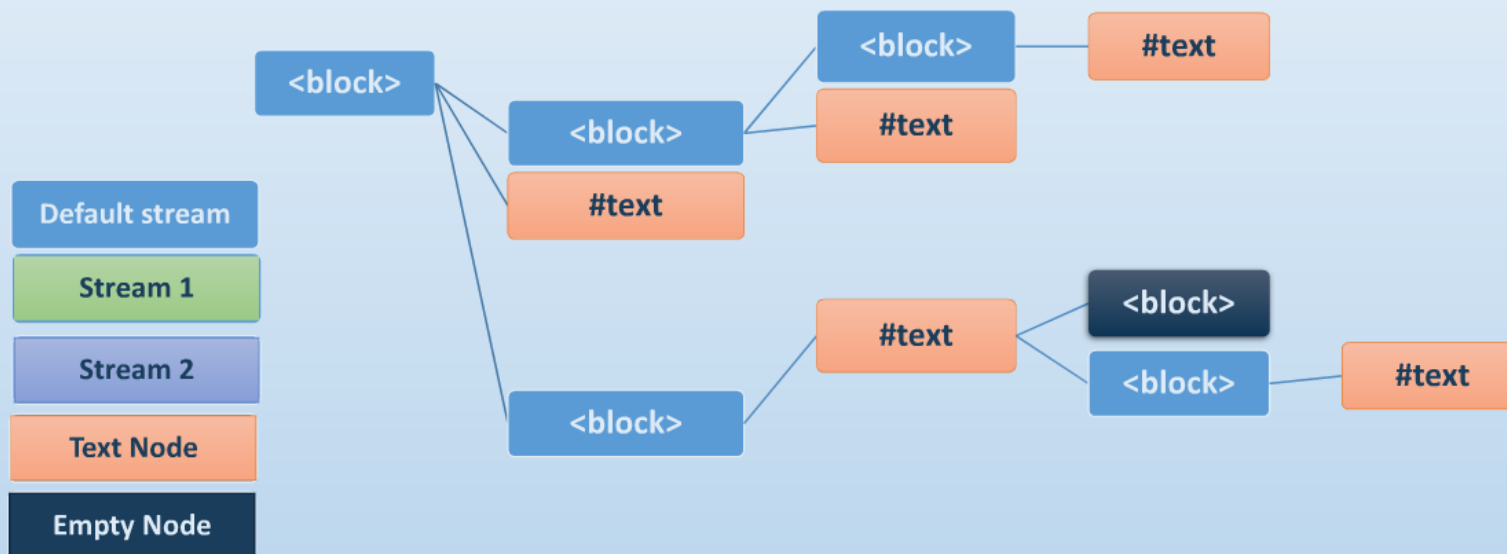 <block>
#text
<block>
<block>
#text
#text
Default stream
Stream 1
<block>
#text
Stream 2
<block>
#text
<block>
Text Node
Empty Node